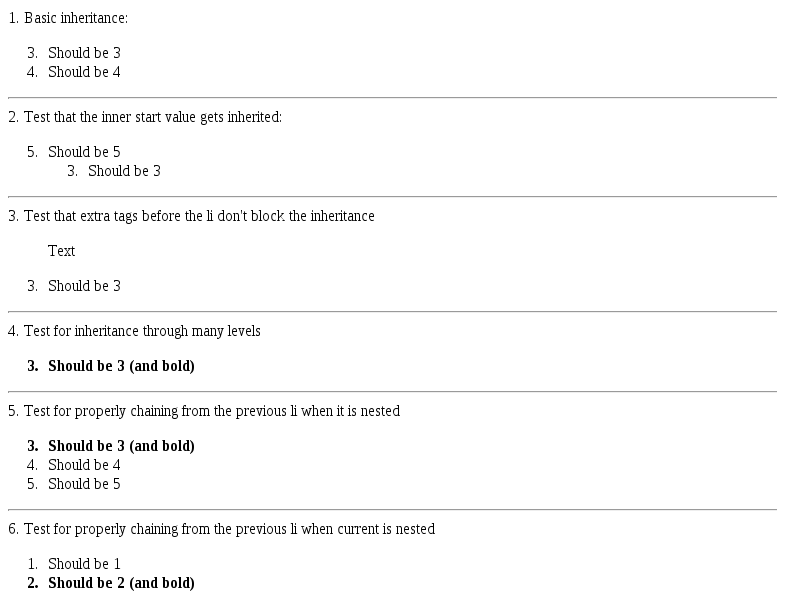 1. Basic inheritance:
3. Should be 3
4. Should be 4
2. Test that the inner start value gets inherited:
5. Should be 5
3. Should be 3
3. Test that extra tags before the li don't block the inheritance
Text
3. Should be 3
4. Test for inheritance through many levels
3. Should be 3 (and bold)
5. Test for properly chaining from the previous li when it is nested
3. Should be 3 (and bold)
4. Should be 4
5. Should be 5
6. Test for properly chaining from the previous li when current is nested
1. Should be 1
2. Should be 2 (and bold)